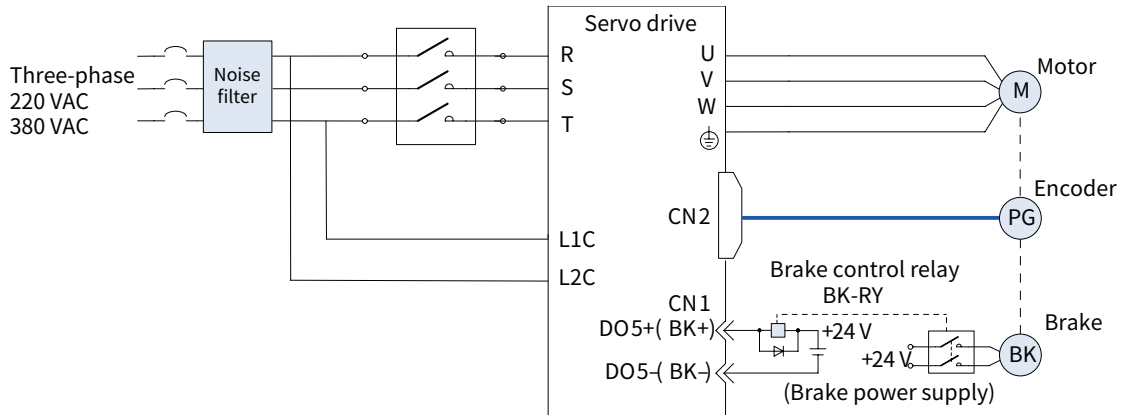 Servo drive
Three-phase
220 VAC
380 VAC
Noise
filter
R
S
T
U
V
W
Motor
M
CN2
Encoder
PG
L1C
L2C
CN1
DO5+( BK+)
DO5-( BK-)
Brake control relay
BK-RY
+24 V
+24 V
(Brake power supply)
Brake
BK